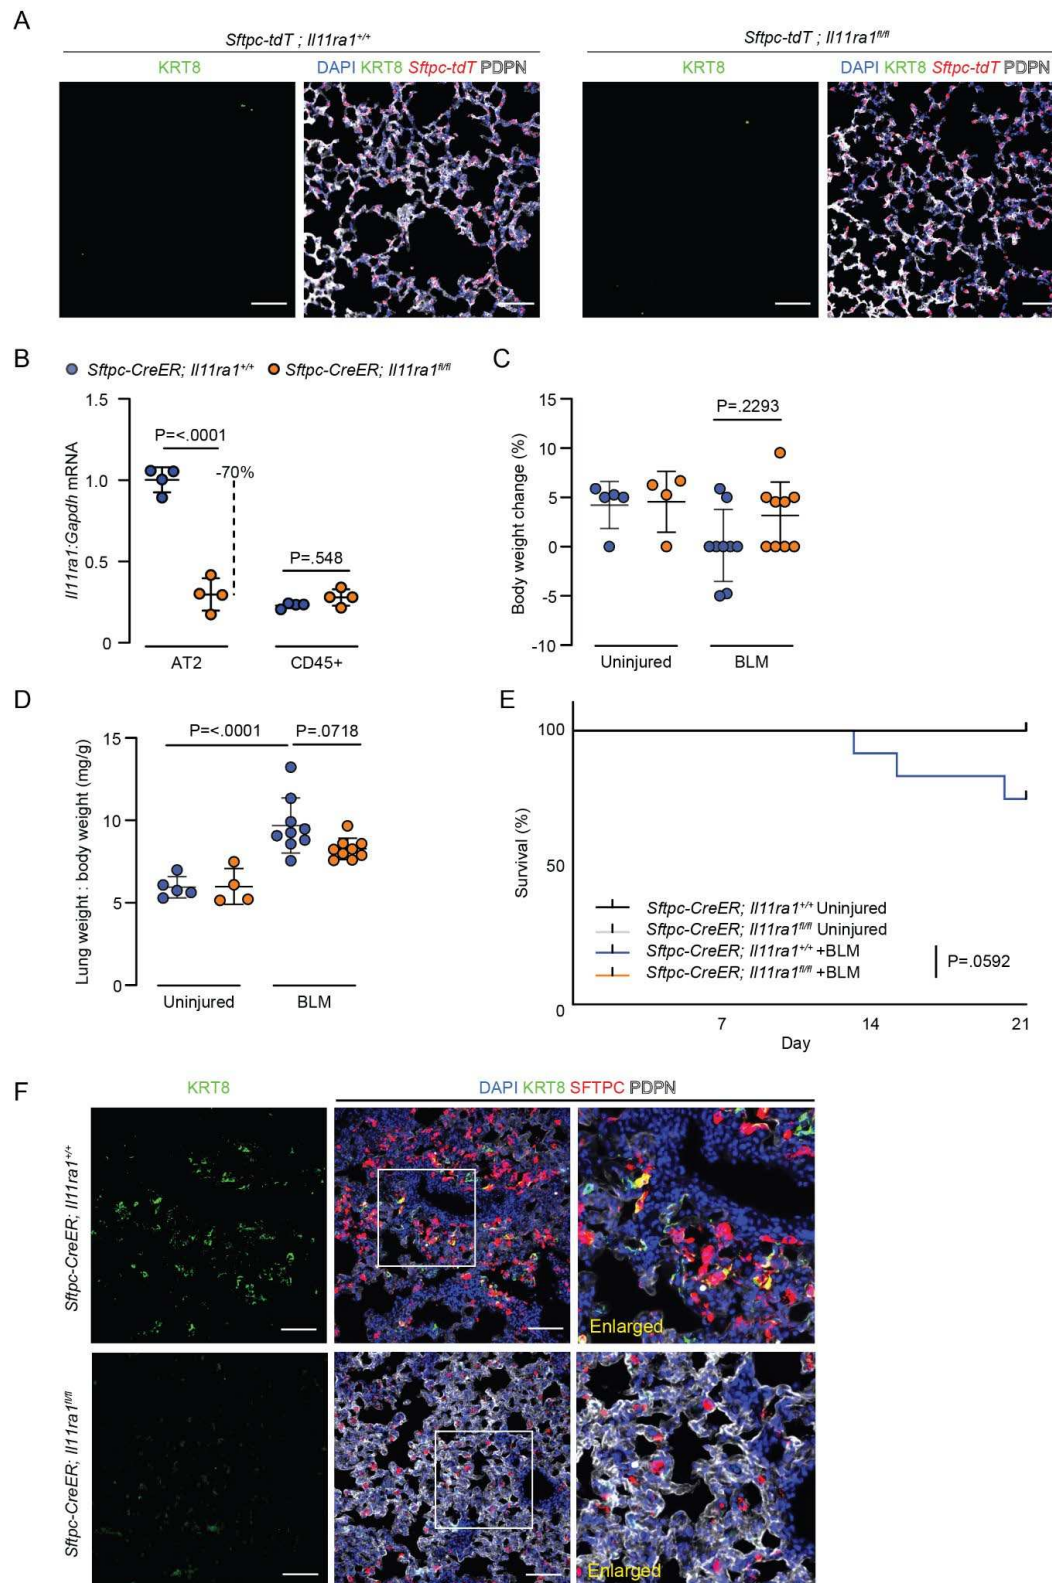 A
Sftpc-tdT ; Il11ra1+/+
Sftpc-tdT ; Il11ra1fl/fl
KRT8
DAPI KRT8 Sftpc-tdT PDPN
KRT8
DAPI KRT8 Sftpc-tdT PDPN
B
Sftpc-CreER; Il11ra1+/+
Sftpc-CreER; Il11ra1fl/fl
Il11ra1:Gapdh mRNA
1.5
1.0
0.5
0
P=<.0001
-70%
P=.548
AT2
CD45+
C
Body weight change (%)
15
10
5
0
-5
-10
P=.2293
Uninjured
BLM
D
Lung weight : body weight (mg/g)
15
10
5
0
P=<.0001
P=.0718
Uninjured
BLM
E
Survival (%)
100
50
0
Sftpc-CreER; Il11ra1+/+ Uninjured
Sftpc-CreER; Il11ra1fl/fl Uninjured
Sftpc-CreER; Il11ra1+/+ +BLM
Sftpc-CreER; Il11ra1fl/fl +BLM
P=.0592
7
14
21
Day
F
KRT8
DAPI KRT8 SFTPC PDPN
Sftpc-CreER; Il11ra1+/+
Enlarged
Sftpc-CreER; Il11ra1fl/fl
Enlarged